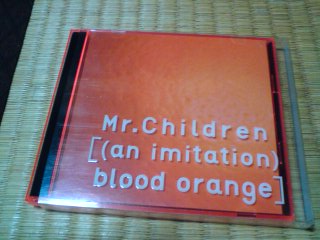 Mr.Children
[(an imitation)
blood orange]